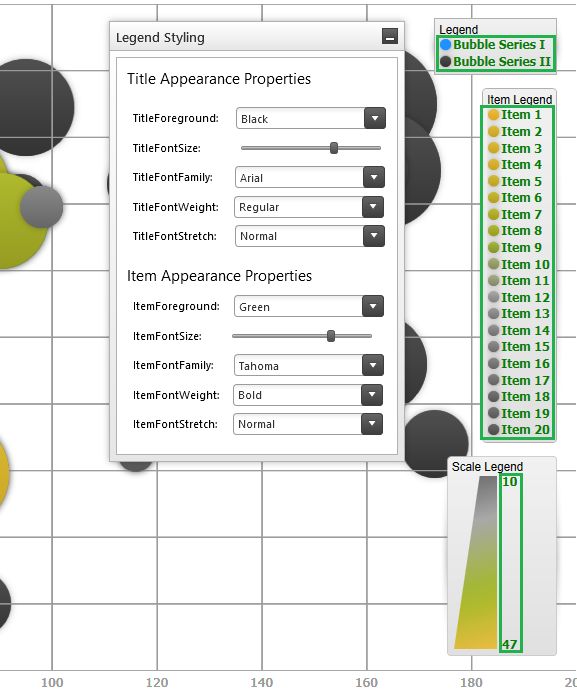 Legend Styling
Title Appearance Properties
TitleForeground: Black
TitleFontSize:
TitleFontFamily: Arial
TitleFontWeight: Regular
TitleFontStretch: Normal
Item Appearance Properties
ItemForeground: Green
ItemFontSize:
ItemFontFamily: Tahoma
ItemFontWeight: Bold
ItemFontStretch: Normal
Legend
Bubble Series I
Bubble Series II
Item Legend
Item 1
Item 2
Item 3
Item 4
Item 5
Item 6
Item 7
Item 8
Item 9
Item 10
Item 11
Item 12
Item 13
Item 14
Item 15
Item 16
Item 17
Item 18
Item 19
Item 20
Scale Legend
10
47
100 120 140 160 180 20